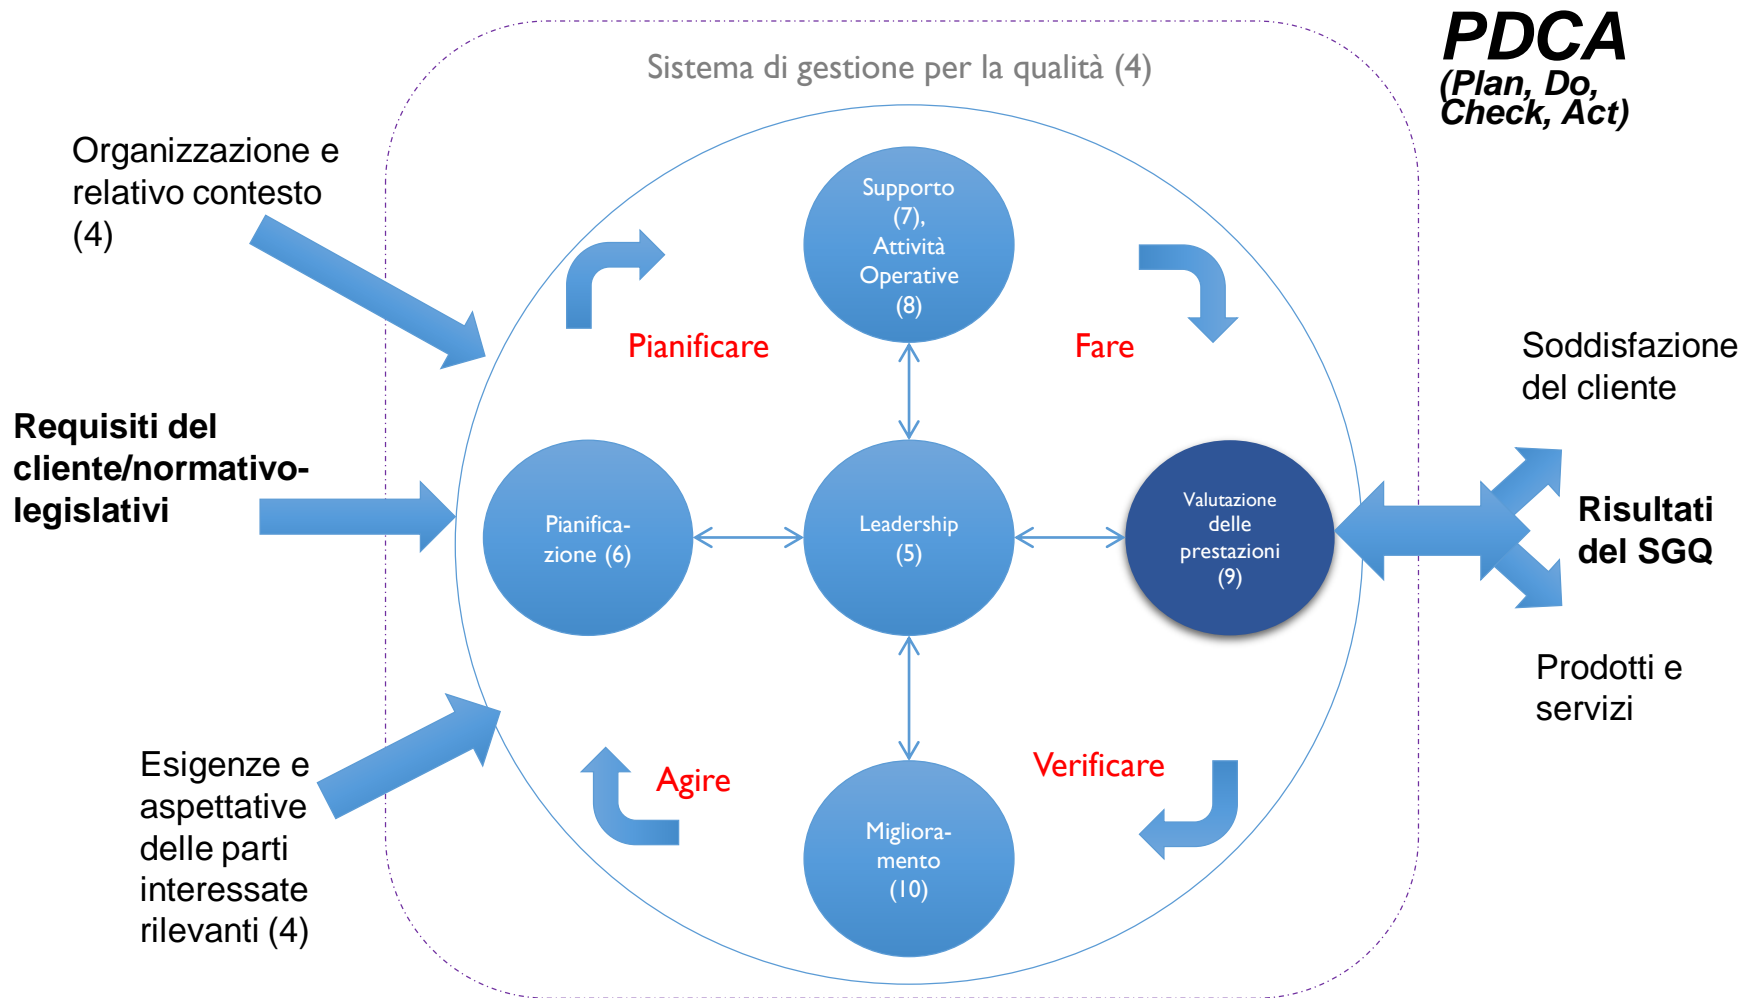 PDCA
(Plan, Do,
Check, Act)
Sistema di gestione per la qualità (4)
Organizzazione e
relativo contesto
(4)
Supporto
(7),
Attività
Operative
(8)
Pianificare
Fare
Soddisfazione
del cliente
Requisiti del
cliente/normativo-
legislativi
Pianifica-
zione (6)
Leadership
(5)
Valutazione
delle
prestazioni
(9)
Risultati
del SGQ
Prodotti e
servizi
Esigenze e
aspettative
delle parti
interessate
rilevanti (4)
Agire
Verificare
Migliora-
mento
(10)